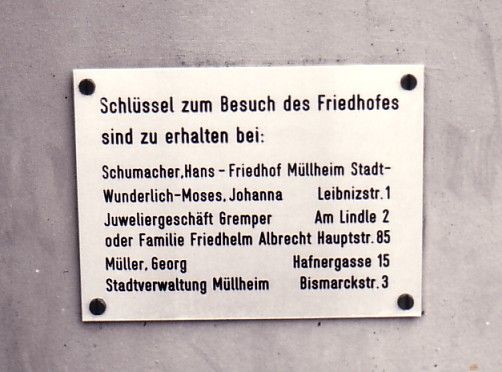 Schlüssel zum Besuch des Friedhofes
sind zu erhalten bei:
Schumacher,Hans - Friedhof Müllheim Stadt-
Wunderlich-Moses, Johanna Leibnizstr. 1
Juweliergeschäft Gremper Am Lindle 2
oder Familie Friedhelm Albrecht Hauptstr. 85
Müller, Georg Hafnergasse 15
Stadtverwaltung Müllheim Bismarckstr. 3